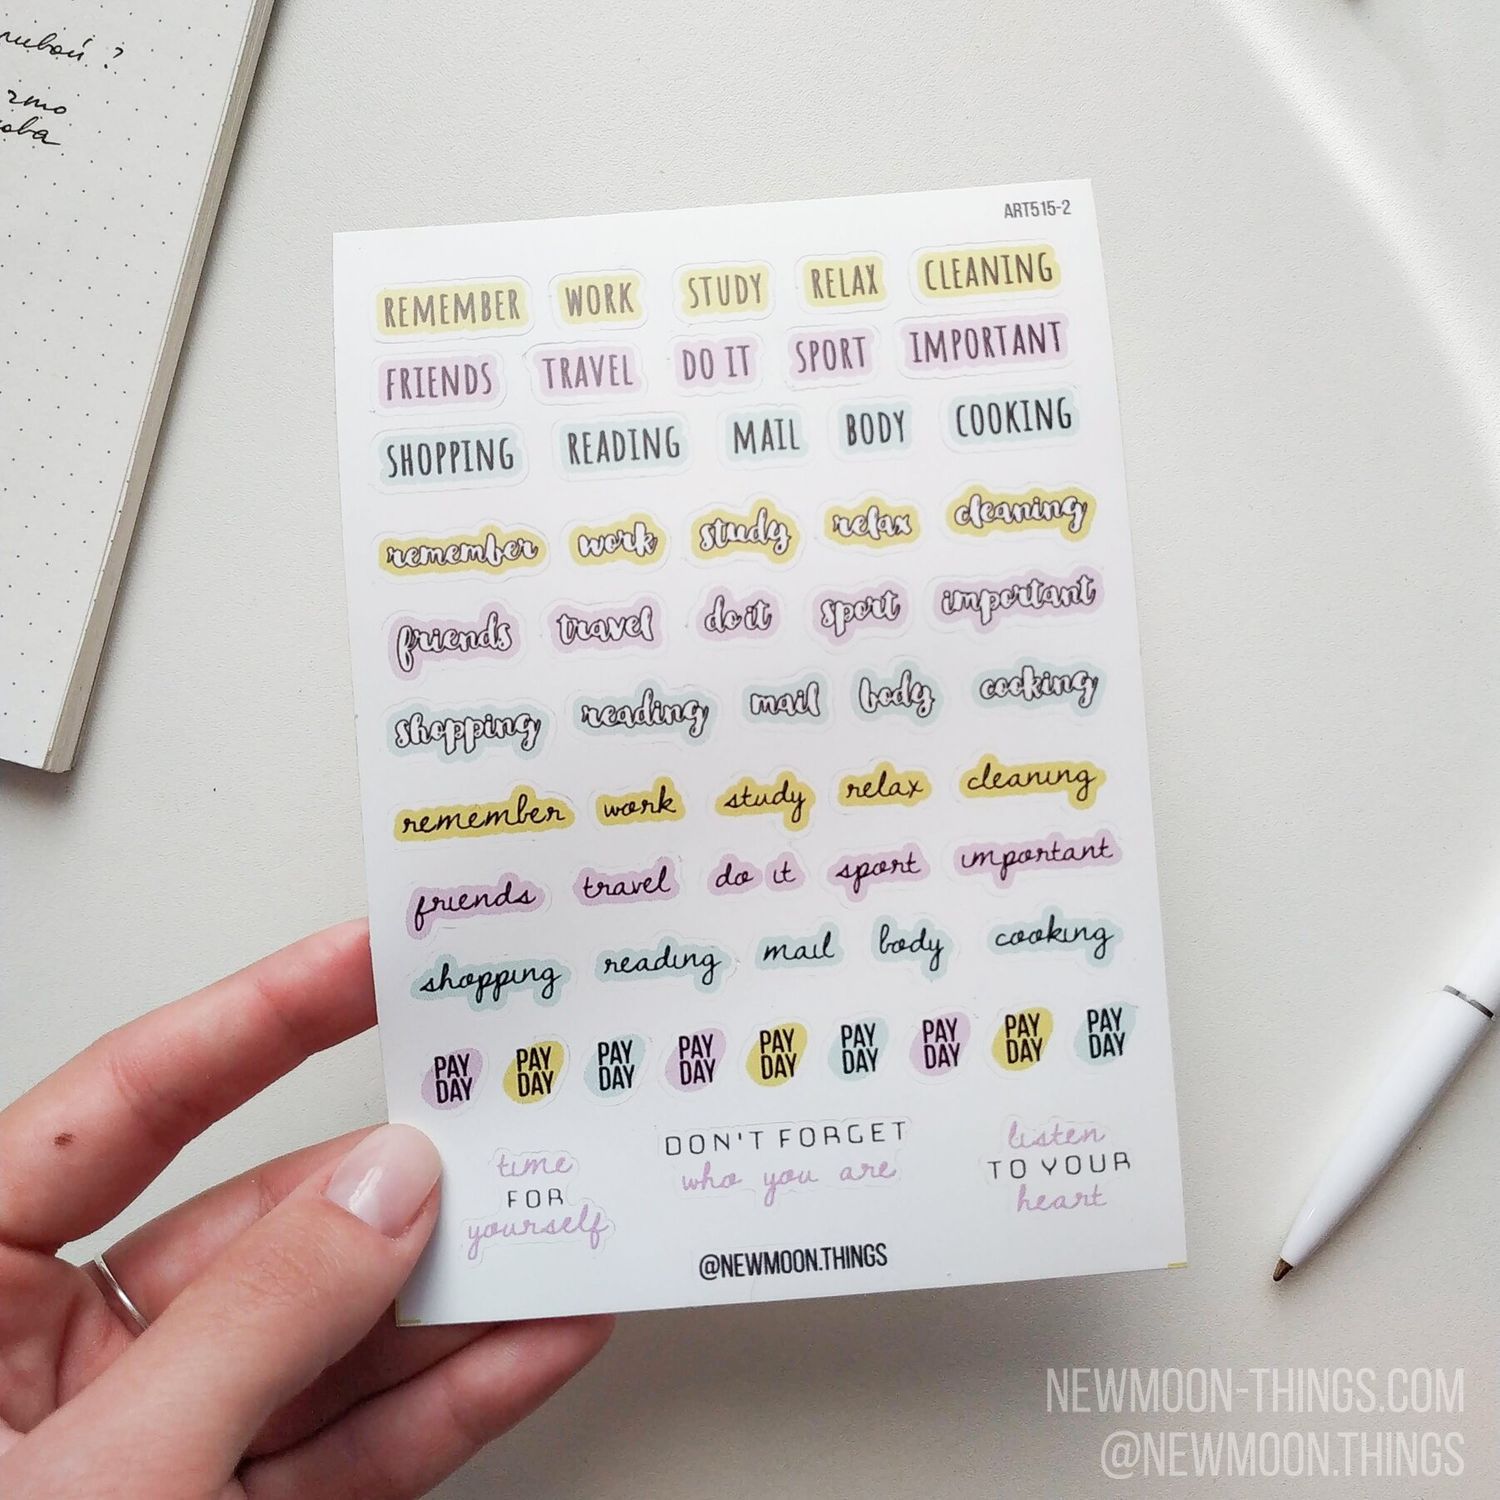 что
ART515-2
REMEMBER WORK STUDY RELAX CLEANING
FRIENDS TRAVEL DO IT SPORT IMPORTANT
SHOPPING READING MAIL BODY COOKING
remember work study relax cleaning
friends travel do it sport important
shopping reading mail body cooking
remember work study relax cleaning
friends travel do it sport important
shopping reading mail body cooking
PAY DAY PAY DAY PAY DAY PAY DAY PAY DAY PAY DAY PAY DAY PAY DAY PAY DAY
time
FOR
yourself
DON'T FORGET
who you are
listen
TO YOUR
heart
@NEWMOON.THINGS
NEWMOON-THINGS.COM
@NEWMOON.THINGS